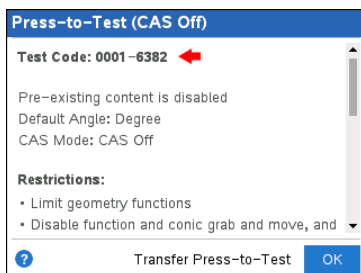 Press-to-Test (CAS Off)
Test Code: 0001-6382
Pre-existing content is disabled
Default Angle: Degree
CAS Mode: CAS Off
Restrictions:
• Limit geometry functions
• Disable function and conic grab and move, and
? Transfer Press-to-Test OK